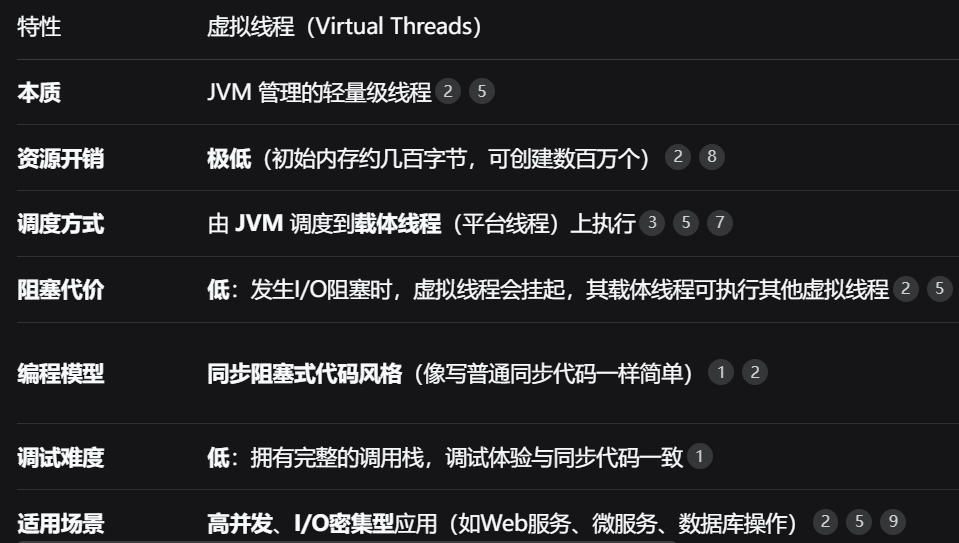 特性 虚拟线程（Virtual Threads）
本质 JVM 管理的轻量级线程 2 5
资源开销 极低（初始内存约几百字节，可创建数百万个） 2 8
调度方式 由 JVM 调度到载体线程（平台线程）上执行 3 5 7
阻塞代价 低：发生I/O阻塞时，虚拟线程会挂起，其载体线程可执行其他虚拟线程 2 5
编程模型 同步阻塞式代码风格（像写普通同步代码一样简单） 1 2
调试难度 低：拥有完整的调用栈，调试体验与同步代码一致 1
适用场景 高并发、I/O密集型应用（如Web服务、微服务、数据库操作） 2 5 9